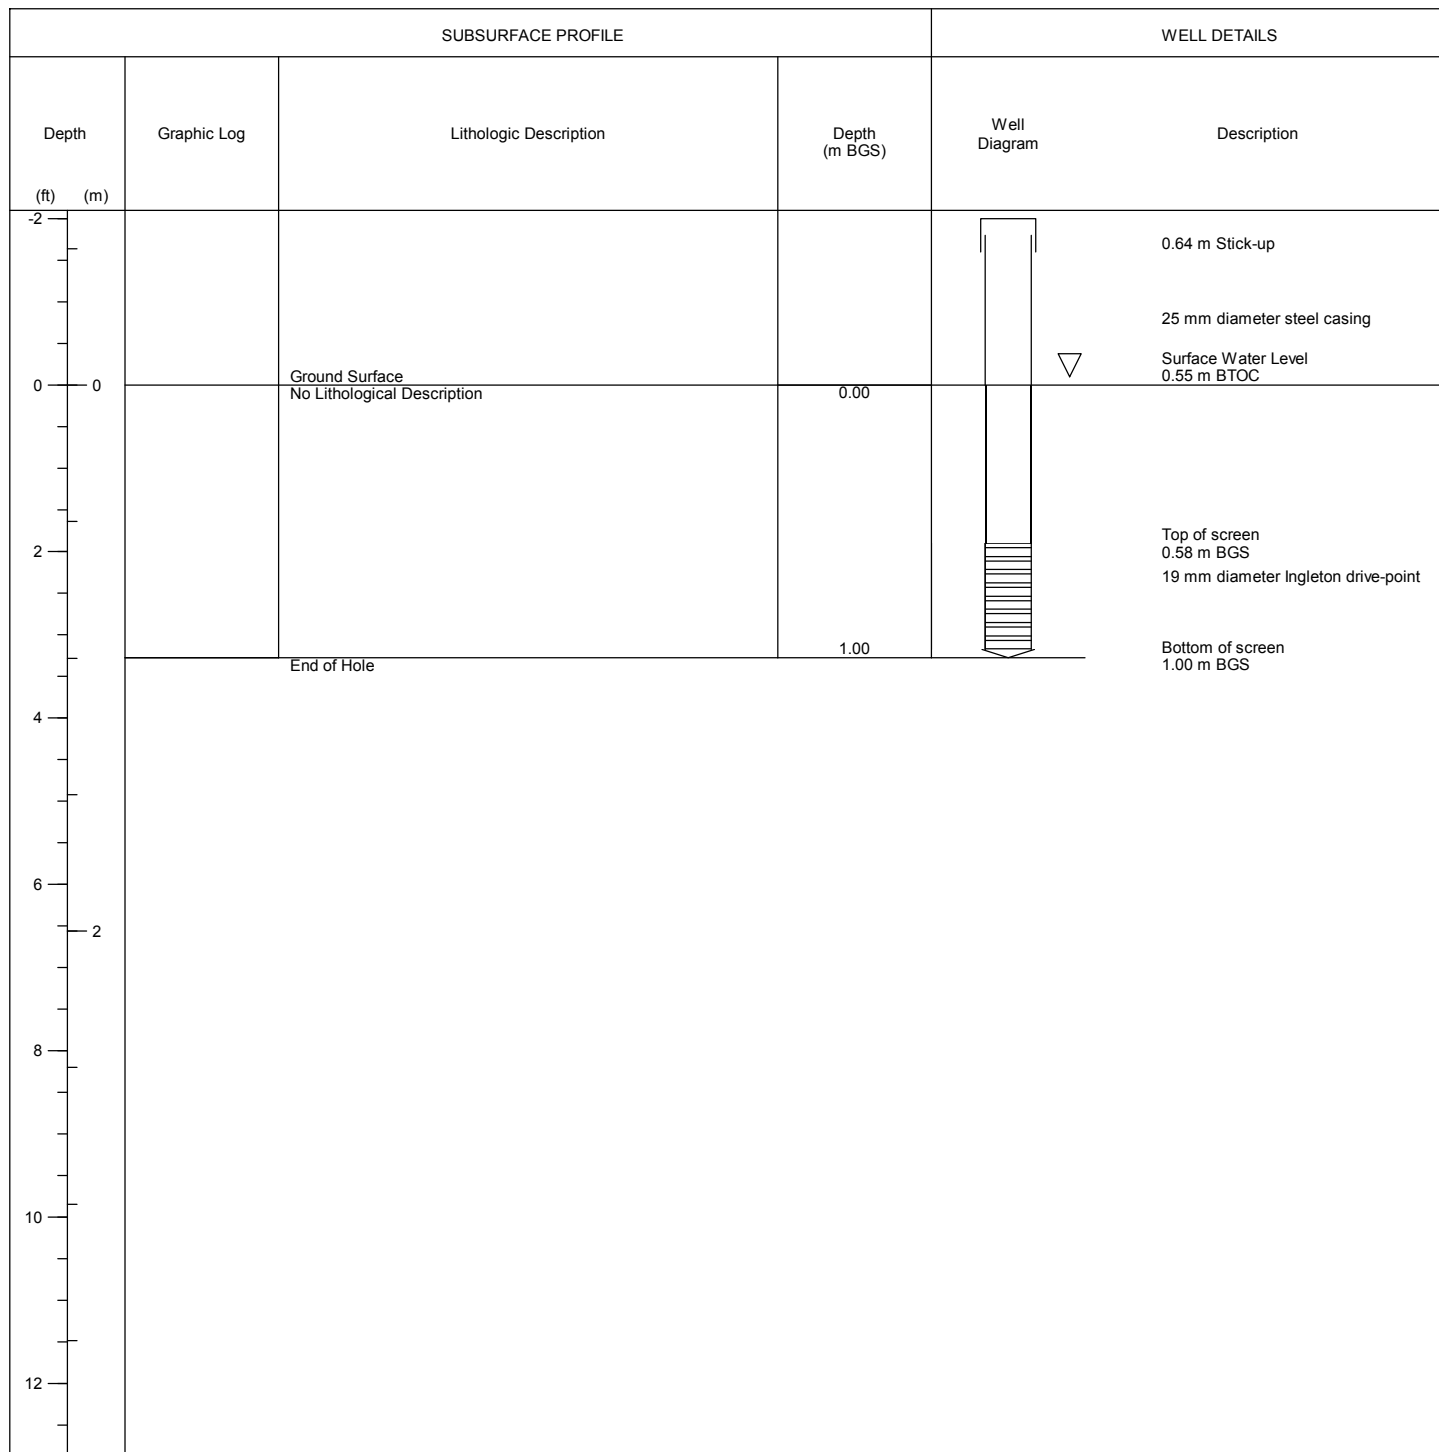 SUBSURFACE PROFILE
WELL DETAILS
Depth
Graphic Log
Lithologic Description
Depth
(m BGS)
Well
Diagram
Description
(ft) (m)
-2
0.64 m Stick-up
25 mm diameter steel casing
Surface Water Level
0.55 m BTOC
Ground Surface
0 0
No Lithological Description
0.00
Top of screen
0.58 m BGS
2
19 mm diameter Ingleton drive-point
1.00
Bottom of screen
1.00 m BGS
End of Hole
4
6
2
8
10
12